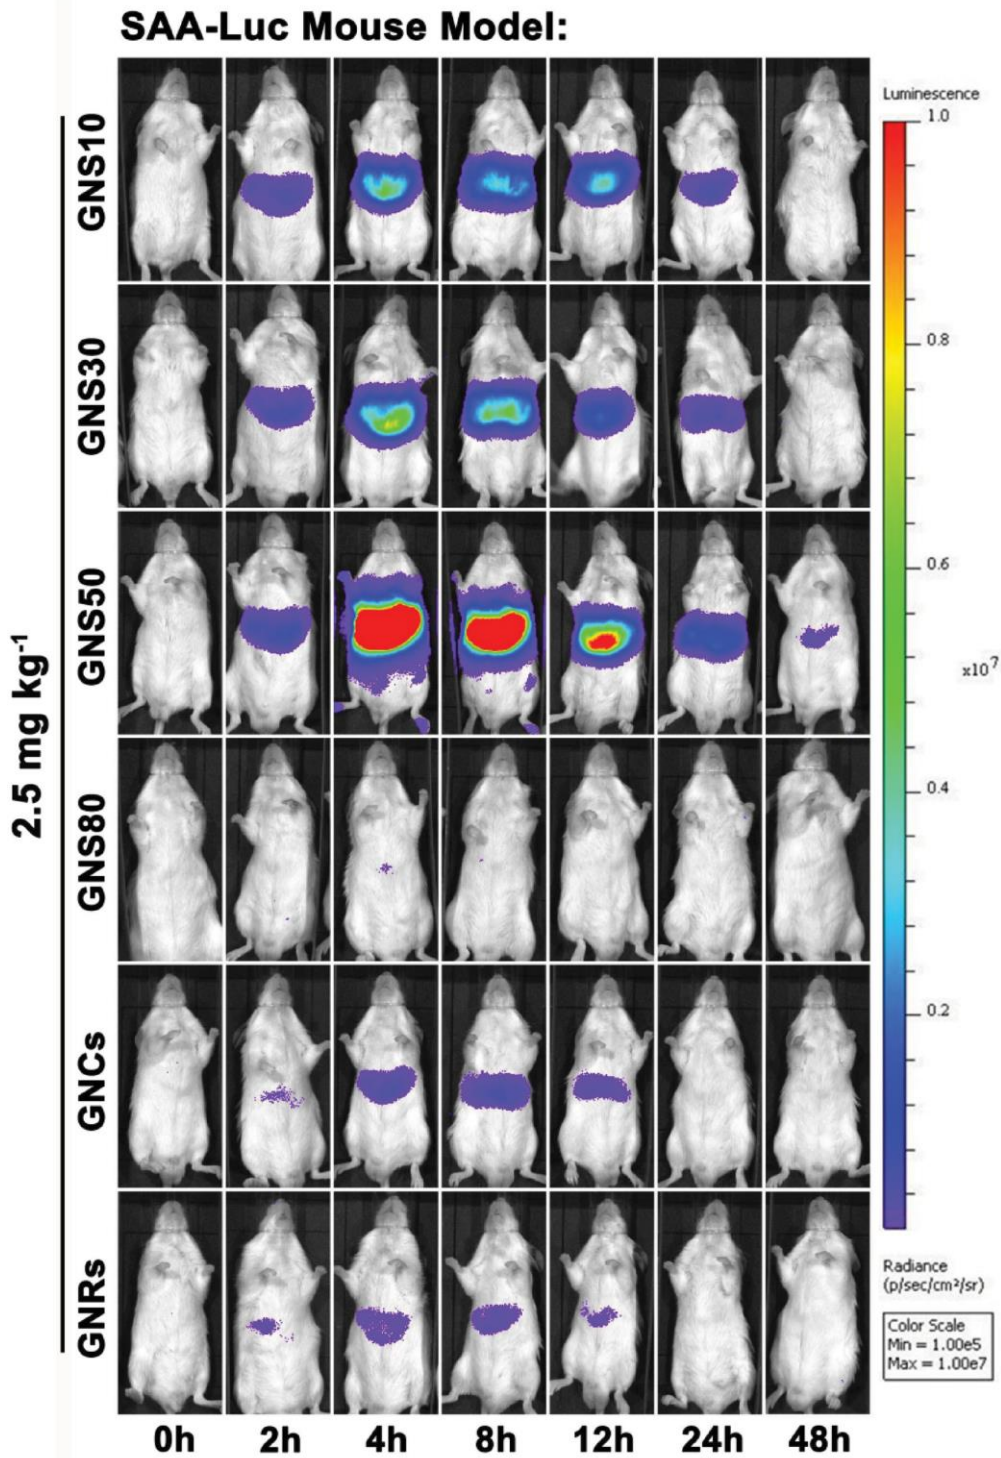 SAA-Luc Mouse Model:
2.5 mg kg⁻¹
GNS10
GNS30
GNS50
GNS80
GNCs
GNRs
0h 2h 4h 8h 12h 24h 48h
Luminescence
1.0
0.8
0.6
x10⁷
0.4
0.2
Radiance
(p/sec/cm²/sr)
Color Scale
Min = 1.00e5
Max = 1.00e7